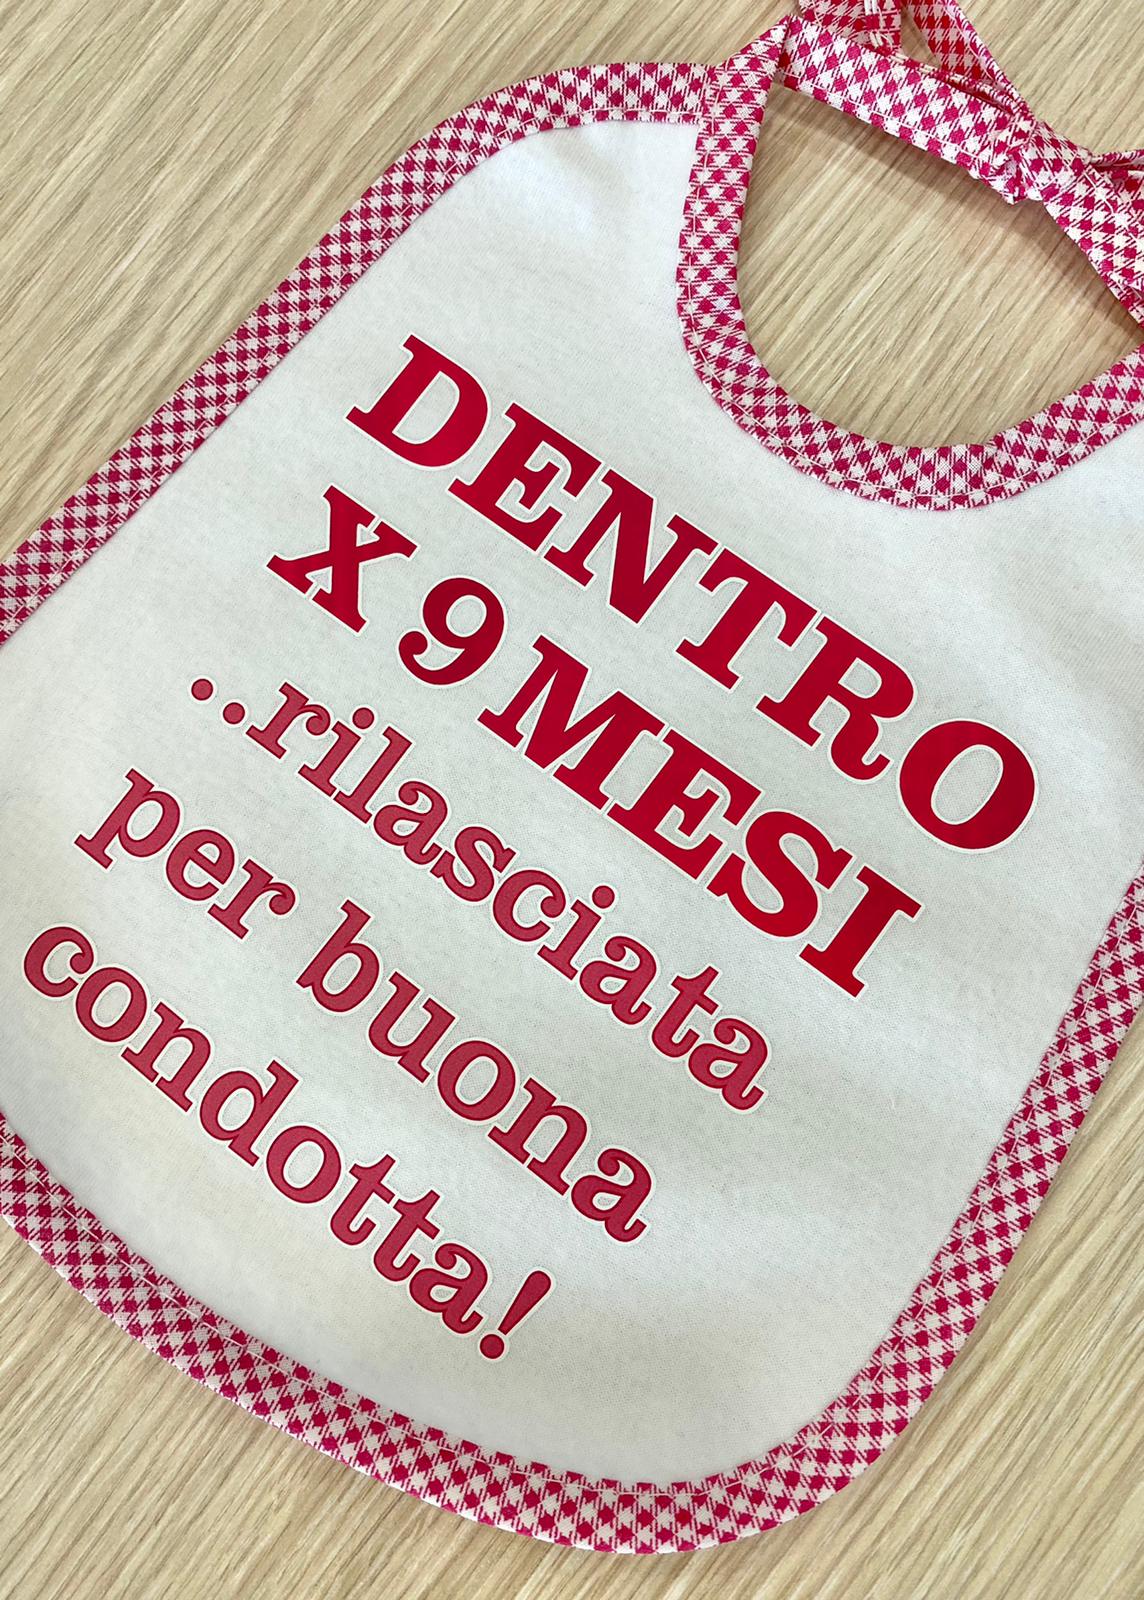 DENTRO
X 9 MESI
..rilasciata
per buona
condotta!